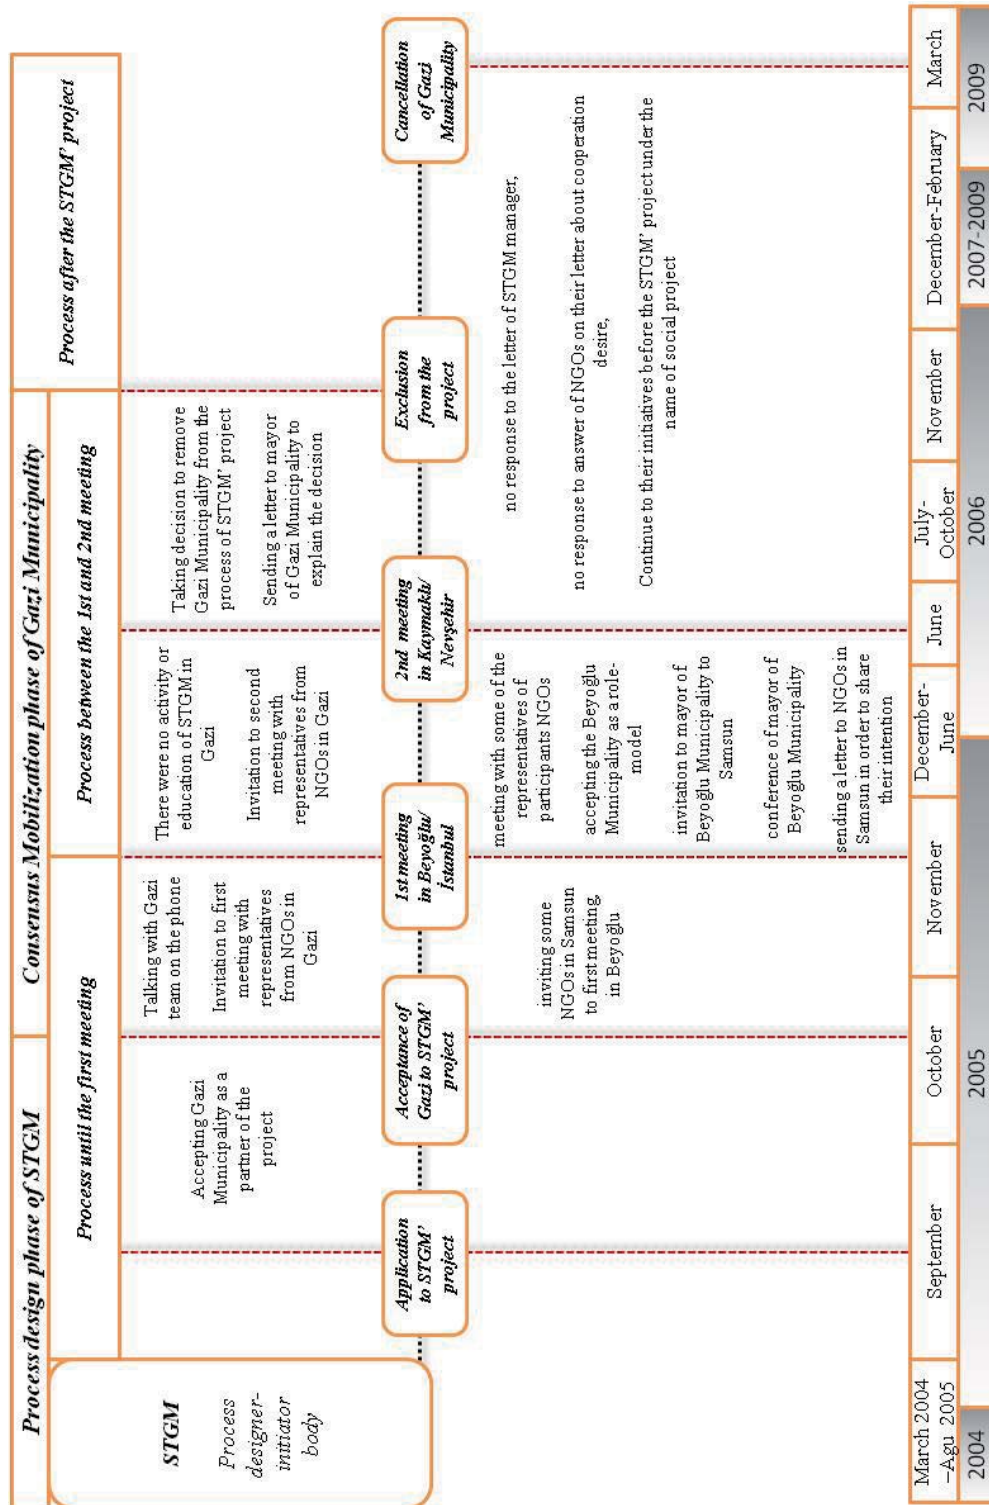 Process design phase of STGM
Consensus Mobilization phase of Gazi Municipality
Process until the first meeting
Process between the 1st and 2nd meeting
Process after the STGM' project
STGM
Process
designer-
initiator
body
Accepting Gazi
Municipality as a
partner of the
project
Talking with Gazi
team on the phone
Invitation to first
meeting with
representatives
from NGOs in
Gazi
There were no activity or
education of STGM in
Gazi
Invitation to second
meeting with
representatives from
NGOs in Gazi
Taking decision to remove
Gazi Municipality from the
process of STGM' project
Sending a letter to mayor
of Gazi Municipality to
explain the decision
Application
to STGM'
project
Acceptance of
Gazi to STGM'
project
1st meeting
in Beyoğlu/
İstanbul
2nd meeting
in Kaymaklı/
Nevşehir
Exclusion
from the
project
Cancellation
of Gazi
Municipality
inviting some
NGOs in Samsun
to first meeting,
in Beyoğlu
meeting with some of the
representatives of
participants NGOs
accepting the Beyoğlu
Municipality as a role-
model
invitation to mayor of
Beyoğlu Municipality to
Samsun
conference of mayor of
Beyoğlu Municipality
sending a letter to NGOs in
Samsun in order to share
their intention
no response to the letter of STGM manager,
no response to answer of NGOs on their letter about cooperation
desire,
Continue to their initiatives before the STGM' project under the
name of social project
March 2004
–Agu 2005
September
October
November
December-
June
June
July-
October
November
December-February
March
2004
2005
2006
2007-2009
2009